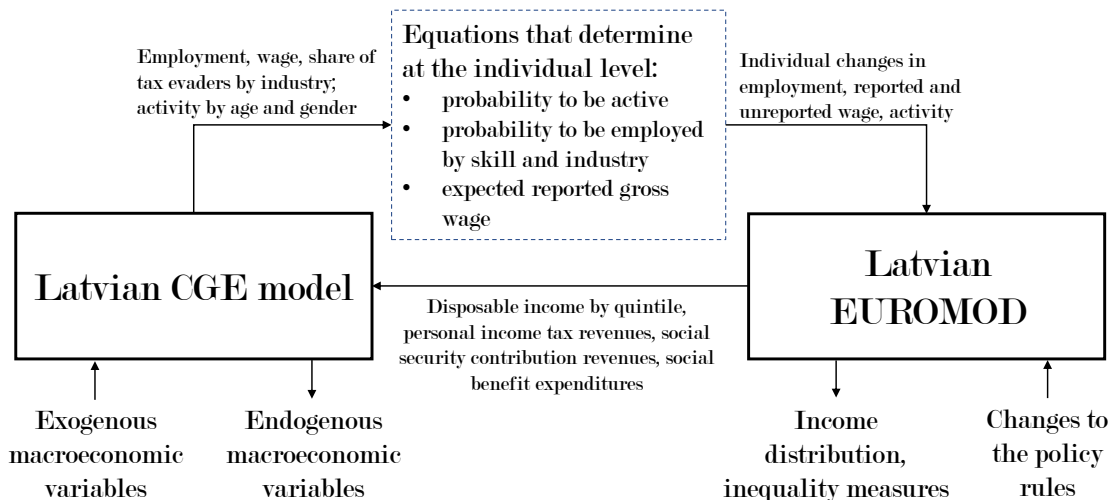 Employment, wage, share of
tax evaders by industry;
activity by age and gender
Equations that determine
at the individual level:
• probability to be active
• probability to be employed
by skill and industry
• expected reported gross
wage
Individual changes in
employment, reported and
unreported wage, activity
Latvian CGE model
Latvian
EUROMOD
Disposable income by quintile,
personal income tax revenues, social
security contribution revenues, social
benefit expenditures
Exogenous
macroeconomic
variables
Endogenous
macroeconomic
variables
Income
distribution,
inequality measures
Changes to
the policy
rules